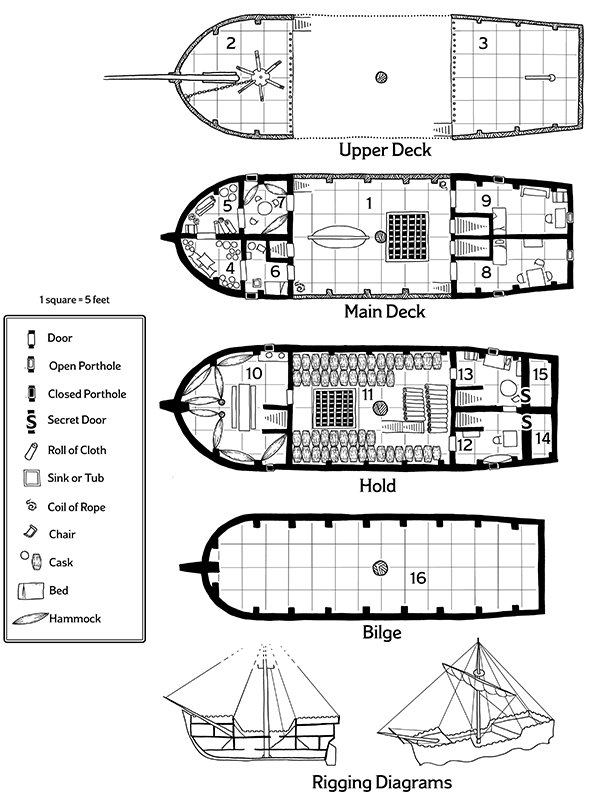 2
3
Upper Deck
5
7
1
9
4
6
8
Main Deck
1 square = 5 feet
Door
Open Porthole
Closed Porthole
S Secret Door
Roll of Cloth
Sink or Tub
Coil of Rope
Chair
Cask
Bed
Hammock
10
11
13
S
15
12
S
14
Hold
16
Bilge
Rigging Diagrams